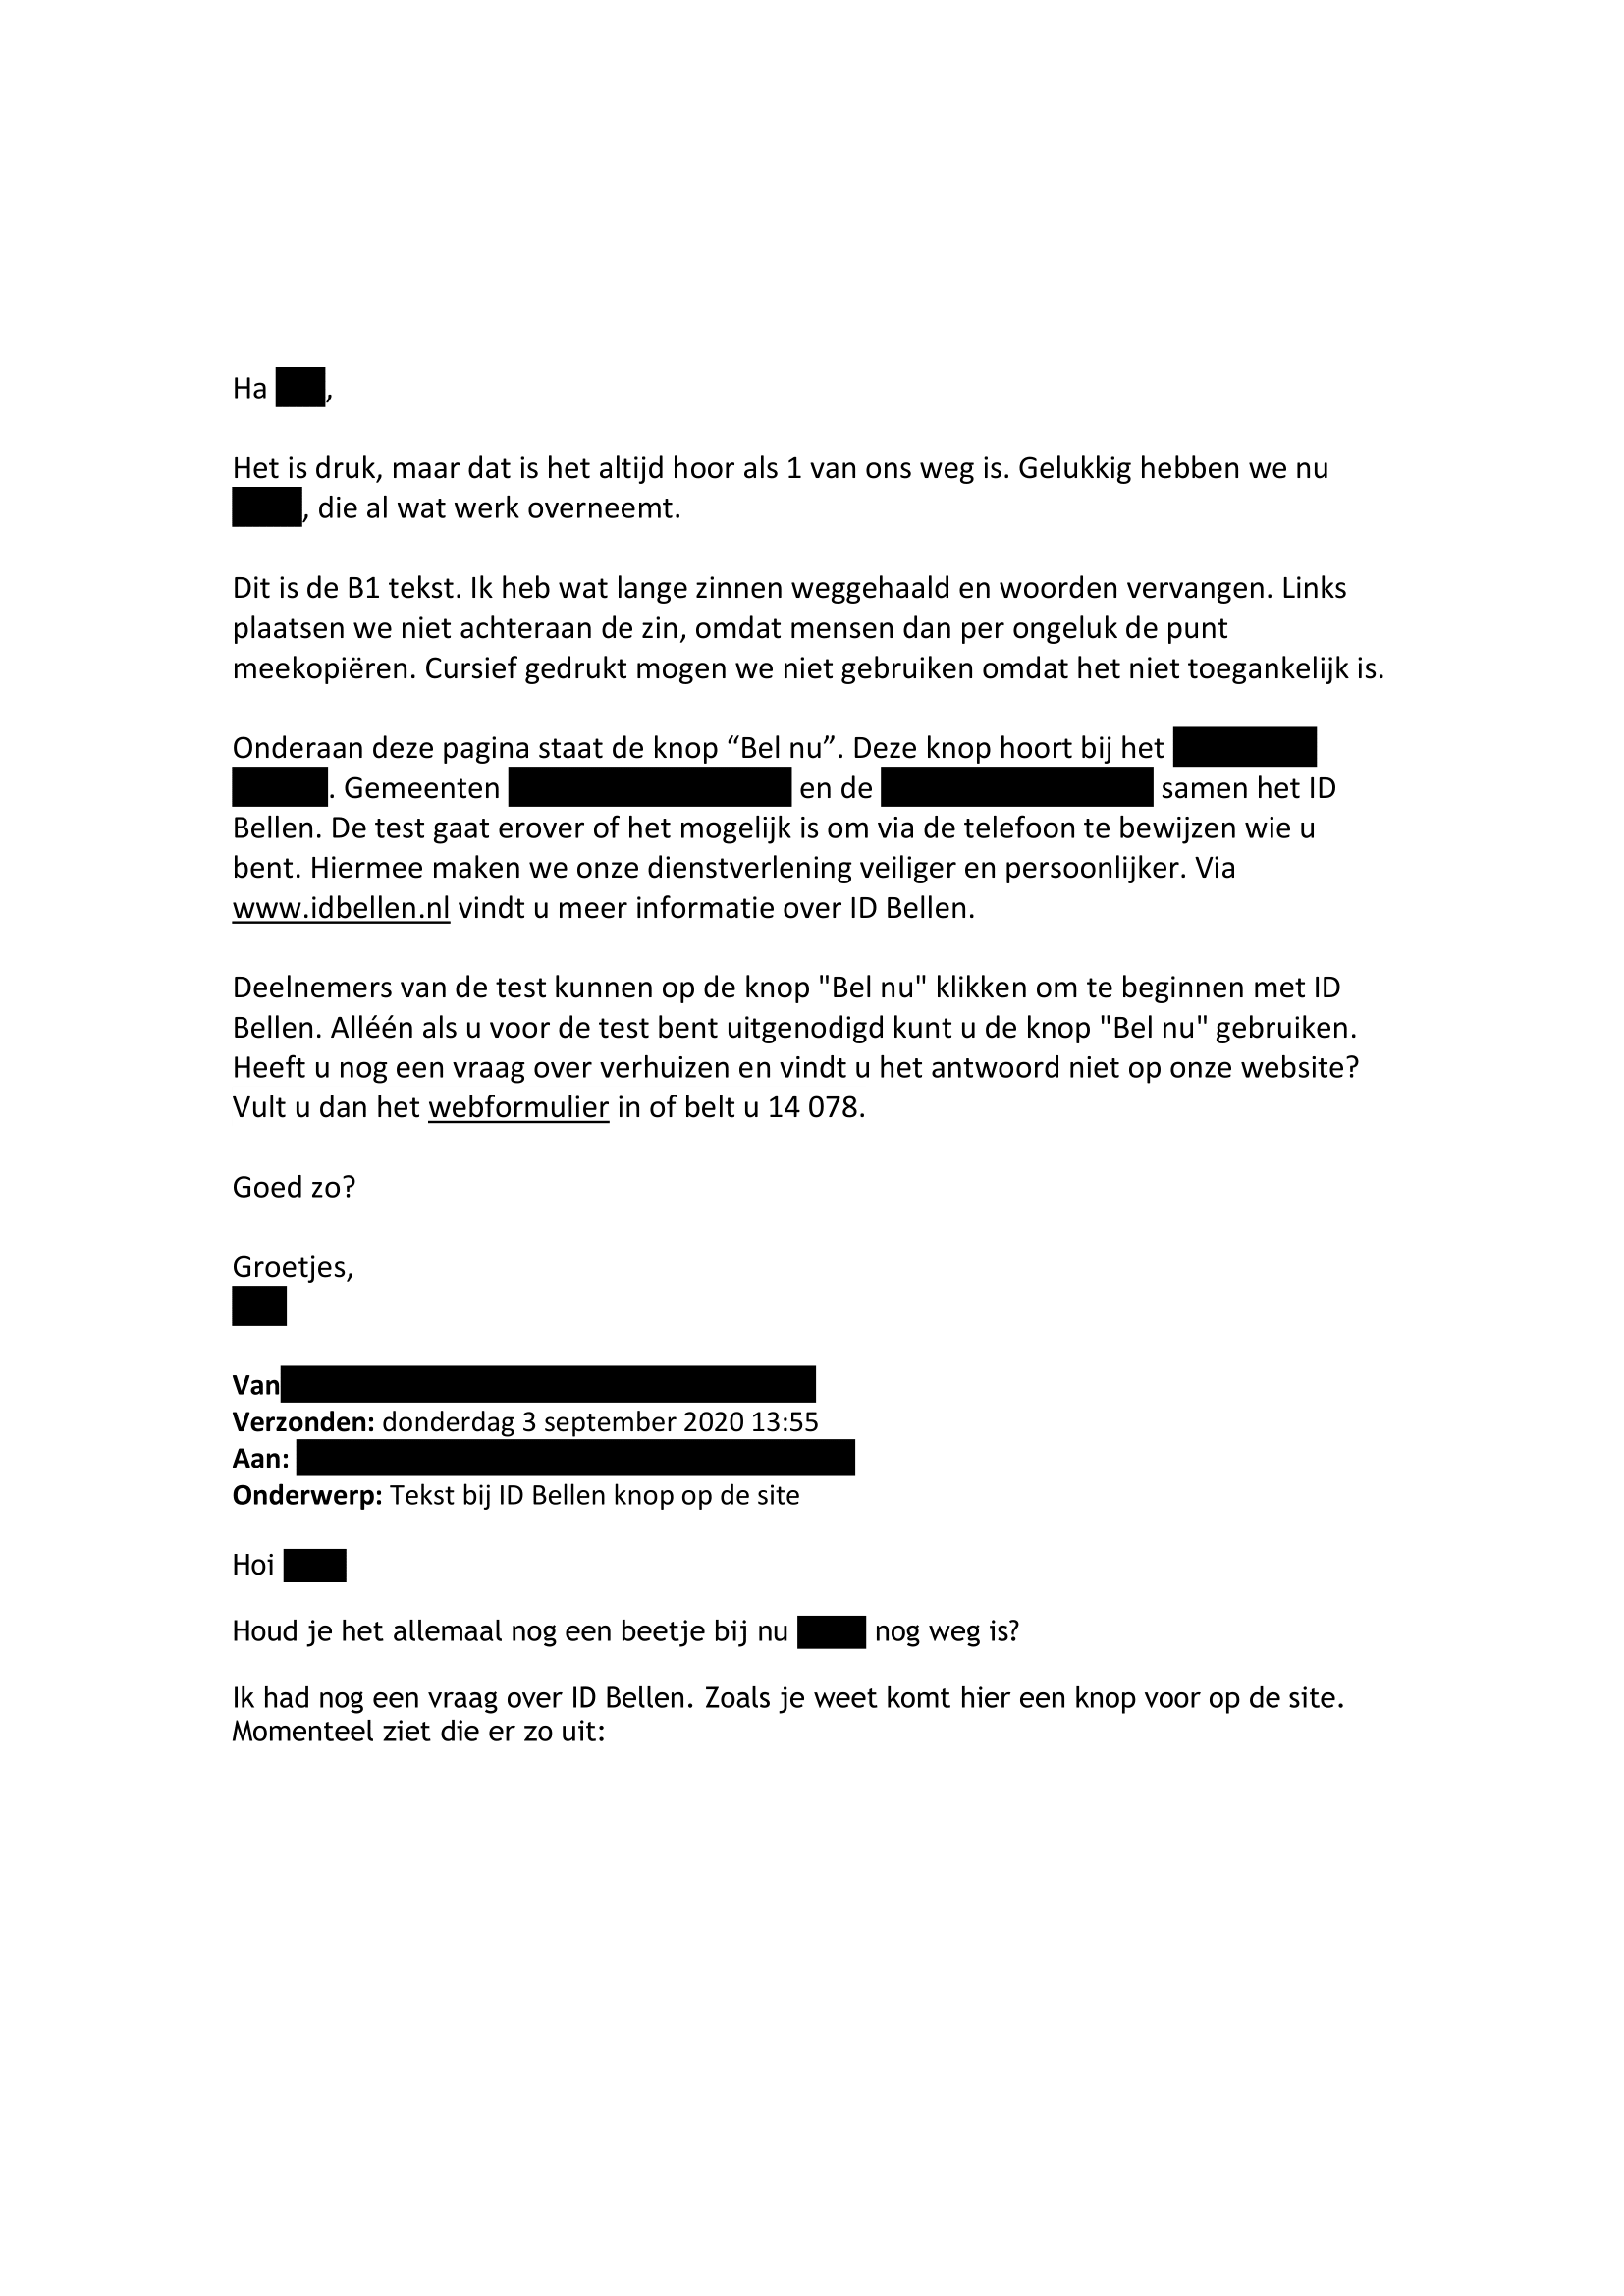 Ha ,
Het is druk, maar dat is het altijd hoor als 1 van ons weg is. Gelukkig hebben we nu
, die al wat werk overneemt.
Dit is de B1 tekst. Ik heb wat lange zinnen weggehaald en woorden vervangen. Links
plaatsen we niet achteraan de zin, omdat mensen dan per ongeluk de punt
meekopiëren. Cursief gedrukt mogen we niet gebruiken omdat het niet toegankelijk is.
Onderaan deze pagina staat de knop “Bel nu”. Deze knop hoort bij het
. Gemeenten en de samen het ID
Bellen. De test gaat erover of het mogelijk is om via de telefoon te bewijzen wie u
bent. Hiermee maken we onze dienstverlening veiliger en persoonlijker. Via
www.idbellen.nl vindt u meer informatie over ID Bellen.
Deelnemers van de test kunnen op de knop "Bel nu" klikken om te beginnen met ID
Bellen. Alléén als u voor de test bent uitgenodigd kunt u de knop "Bel nu" gebruiken.
Heeft u nog een vraag over verhuizen en vindt u het antwoord niet op onze website?
Vult u dan het webformulier in of belt u 14 078.
Goed zo?
Groetjes,
Van
Verzonden: donderdag 3 september 2020 13:55
Aan:
Onderwerp: Tekst bij ID Bellen knop op de site
Hoi
Houd je het allemaal nog een beetje bij nu nog weg is?
Ik had nog een vraag over ID Bellen. Zoals je weet komt hier een knop voor op de site.
Momenteel ziet die er zo uit: